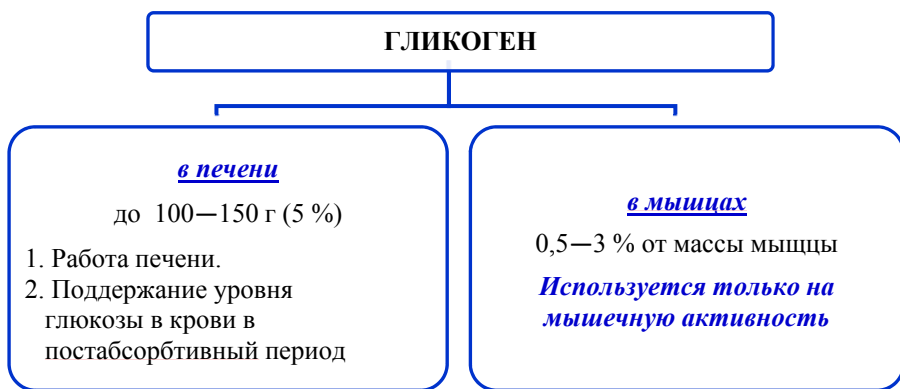 ГЛИКОГЕН
в печени
до 100—150 г (5 %)
1. Работа печени.
2. Поддержание уровня
глюкозы в крови в
постабсорбтивный период
в мышцах
0,5—3 % от массы мыщцы
Используется только на
мышечную активность